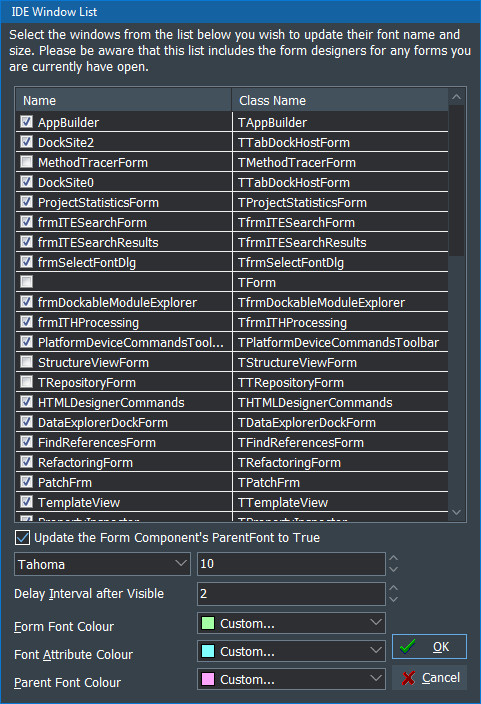 IDE Window List
Select the windows from the list below you wish to update their font name and
size. Please be aware that this list includes the form designers for any forms you
are currently have open.
Name Class Name
AppBuilder TAppBuilder
DockSite2 TTabDockHostForm
MethodTracerForm TMethodTracerForm
DockSite0 TTabDockHostForm
ProjectStatisticsForm TProjectStatisticsForm
frmITESearchForm TfrmITESearchForm
frmITESearchResults TfrmITESearchResults
frmSelectFontDlg TfrmSelectFontDlg
TForm
frmDockableModuleExplorer TfrmDockableModuleExplorer
frmITHProcessing TfrmITHProcessing
PlatformDeviceCommandsTool... TPlatformDeviceCommandsToolbar
StructureViewForm TStructureViewForm
TRepositoryForm TTRepositoryForm
HTMLDesignerCommands THTMLDesignerCommands
DataExplorerDockForm TDataExplorerDockForm
FindReferencesForm TFindReferencesForm
RefactoringForm TRefactoringForm
PatchFrm TPatchFrm
TemplateView TTemplateView
PropertyInspector TPropertyInspector
Update the Form Component's ParentFont to True
Tahoma 10
Delay Interval after Visible 2
Form Font Colour Custom...
Font Attribute Colour Custom... OK
Parent Font Colour Custom... Cancel